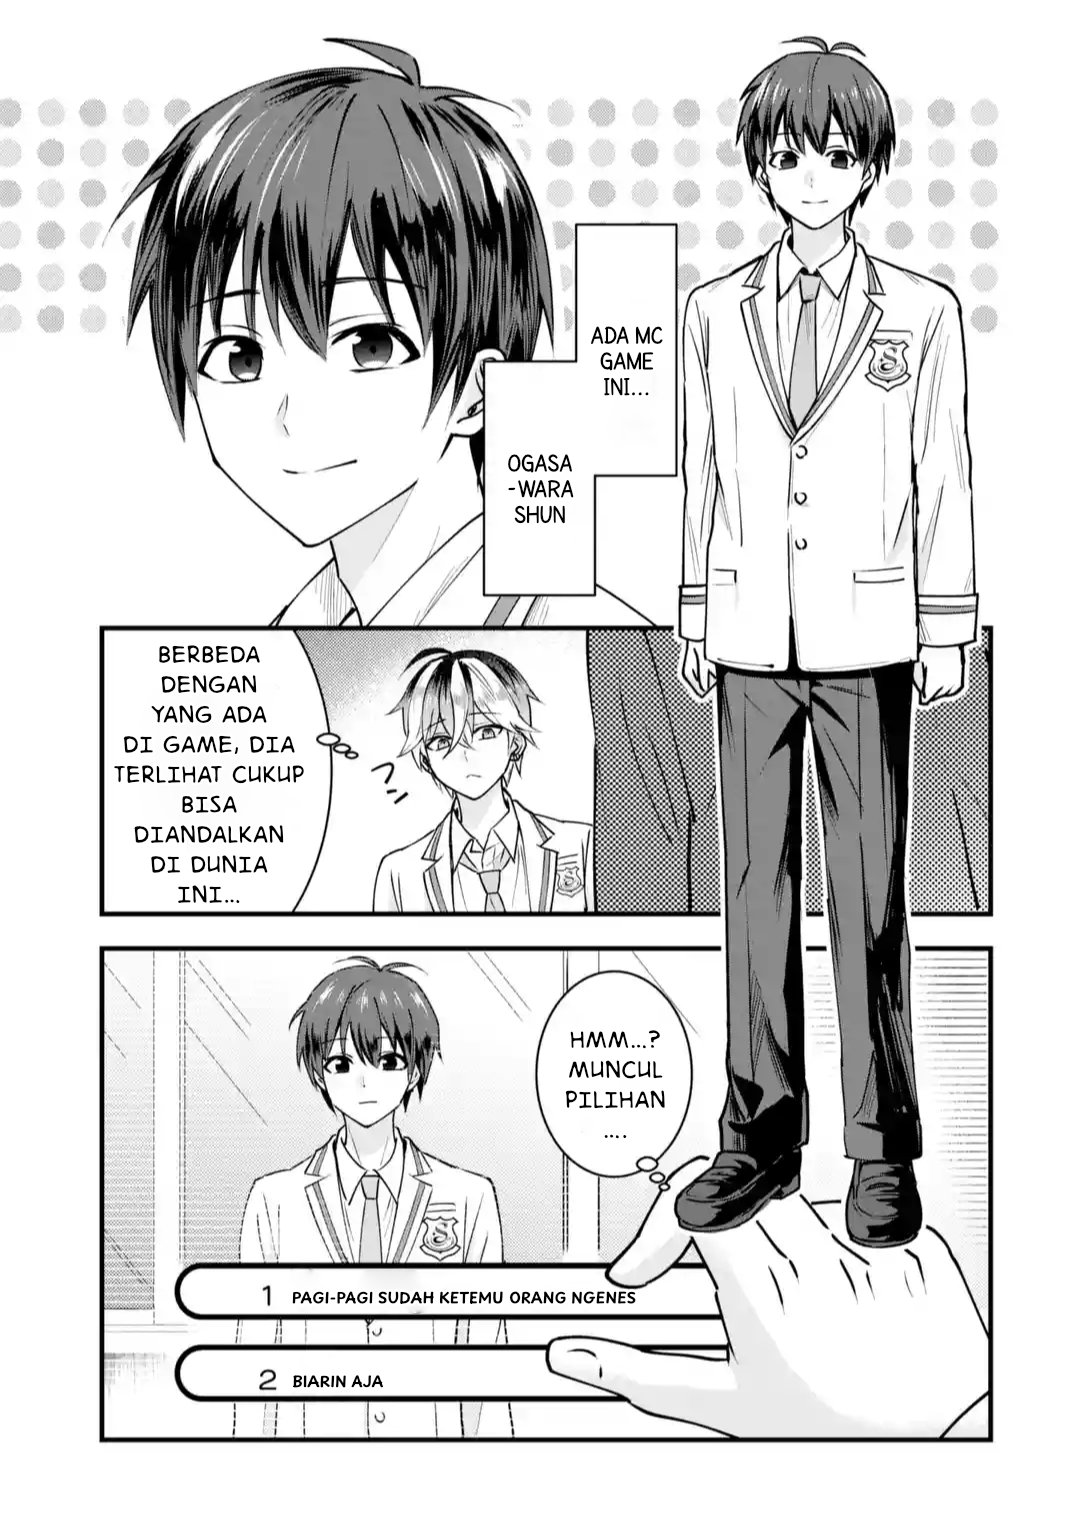 ADA MC
GAME
INI...
OGASA
-WARA
SHUN
BERBEDA
DENGAN
YANG ADA
DI GAME, DIA
TERLIHAT CUKUP
BISA
DIANDALKAN
DI DUNIA
INI...
HMM...?
MUNCUL
PILIHAN
....
1 PAGI-PAGI SUDAH KETEMU ORANG NGENES
2 BIARIN AJA